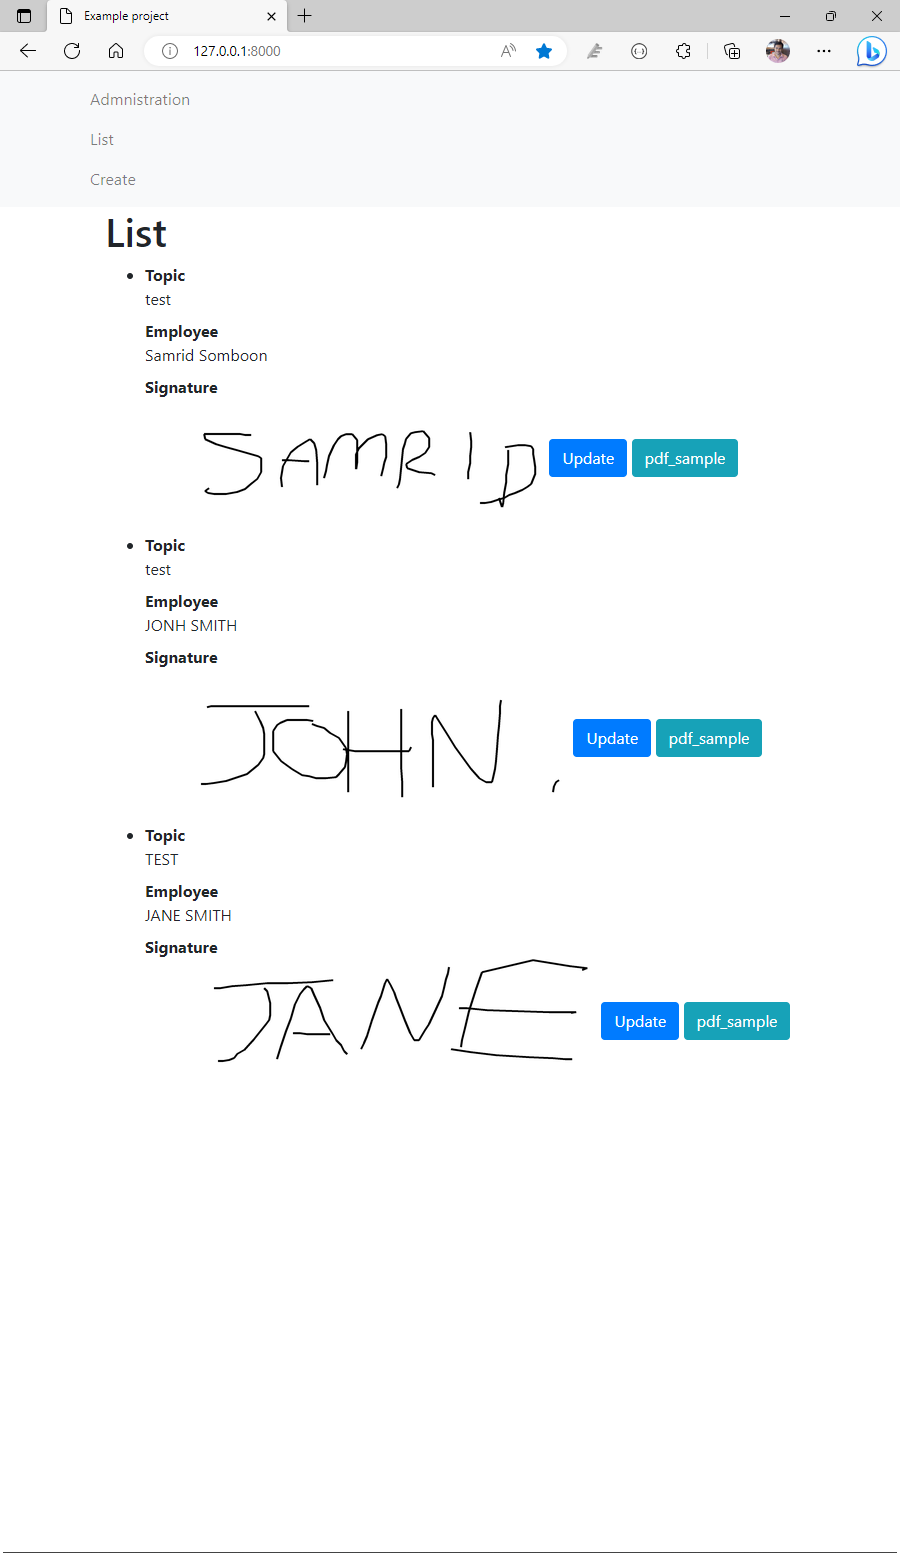 Example project
127.0.0.1:8000
Admnistration
List
Create
List
Topic
test
Employee
Samrid Somboon
Signature
SAMRID Update pdf_sample
Topic
test
Employee
JONH SMITH
Signature
JOHN Update pdf_sample
Topic
TEST
Employee
JANE SMITH
Signature
JANE Update pdf_sample